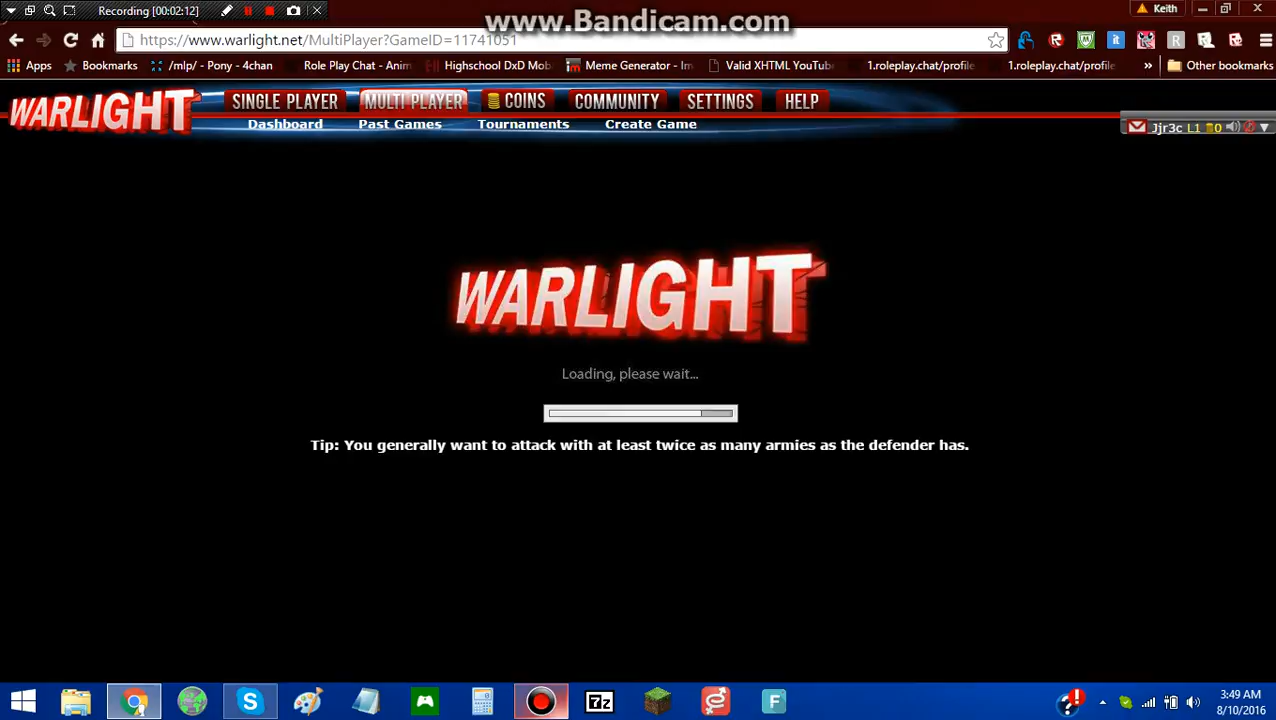 Recording [00:02:12]
www.Bandicam.com
Keith
https://www.warlight.net/MultiPlayer?GameID=11741051
Apps Bookmarks /mlp/ - Pony - 4chan Role Play Chat - Anim Highschool DxD Mob Meme Generator - Im Valid XHTML YouTub 1.roleplay.chat/profile 1.roleplay.chat/profile » Other bookmarks
WARLIGHT SINGLE PLAYER MULTI PLAYER COINS COMMUNITY SETTINGS HELP
Dashboard Past Games Tournaments Create Game
Jjr3c L1 0
WARLIGHT
Loading, please wait...
Tip: You generally want to attack with at least twice as many armies as the defender has.
7z F
3:49 AM
8/10/2016